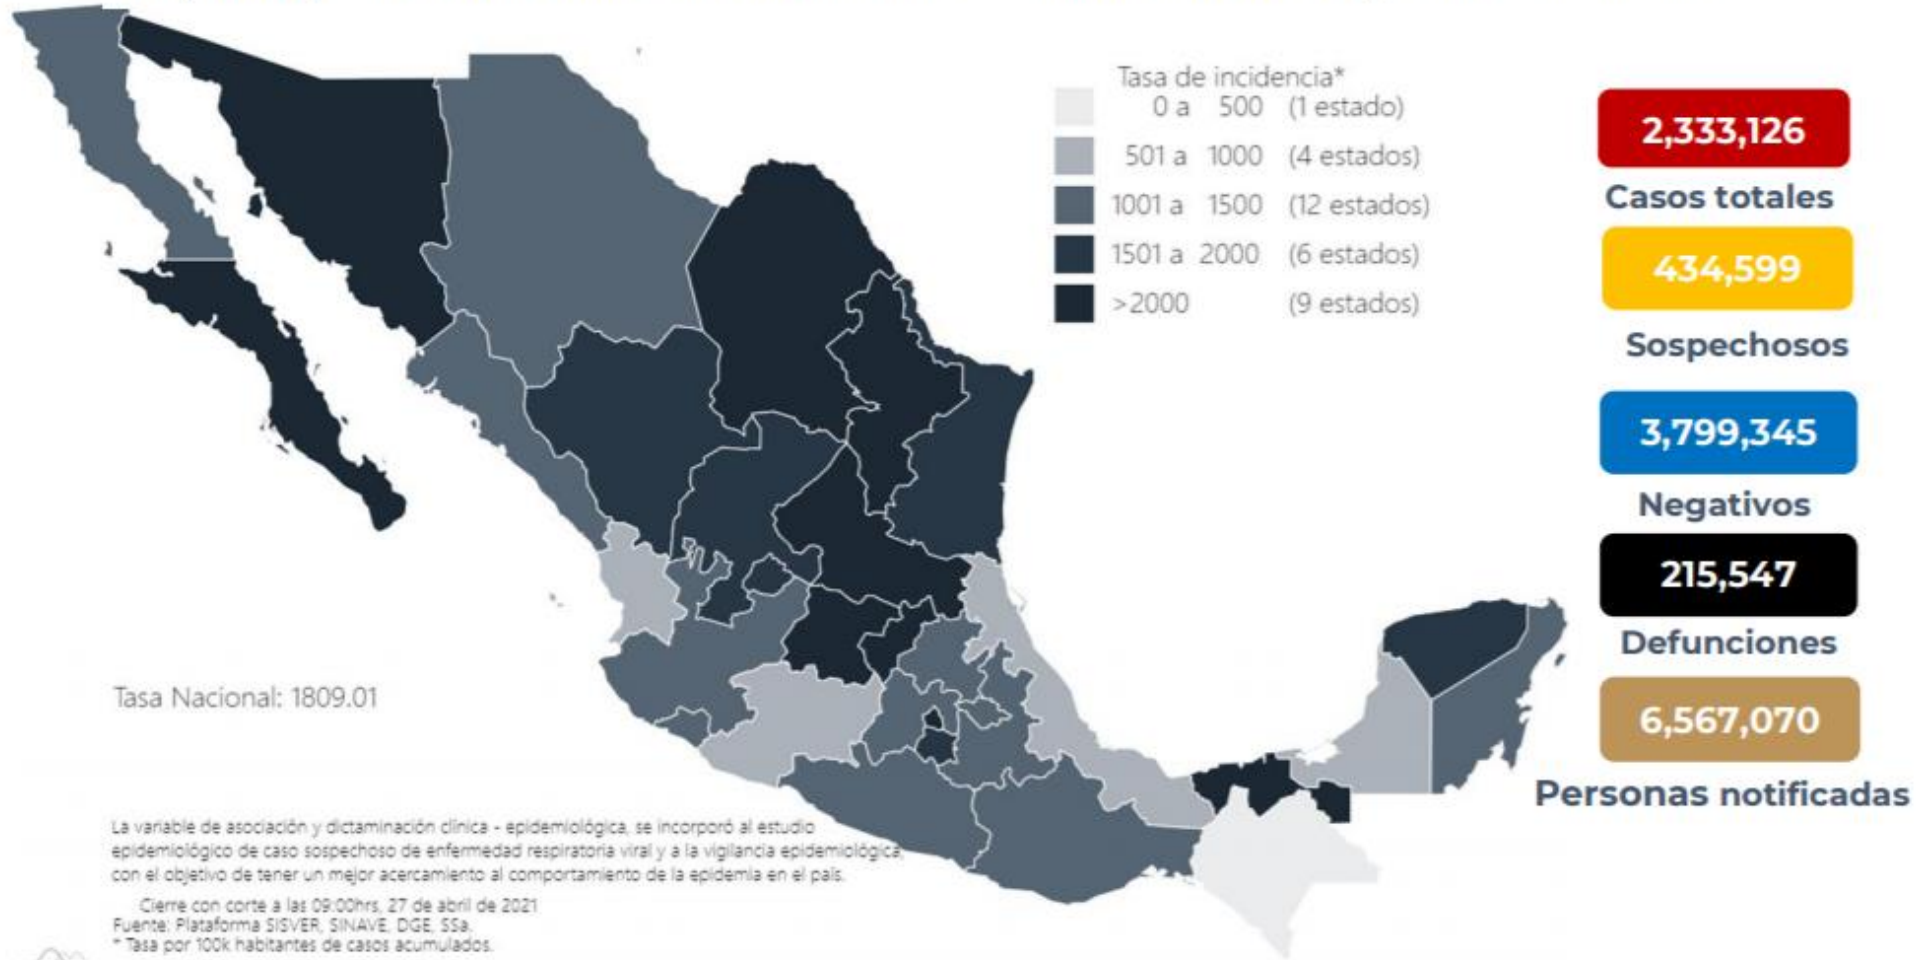 Tasa de incidencia*
0 a 500 (1 estado)
501 a 1000 (4 estados)
1001 a 1500 (12 estados)
1501 a 2000 (6 estados)
>2000 (9 estados)
2,333,126
Casos totales
434,599
Sospechosos
3,799,345
Negativos
215,547
Defunciones
6,567,070
Personas notificadas
Tasa Nacional: 1809.01
La variable de asociación y dictaminación clínica - epidemiológica, se incorporó al estudio
epidemiológico de caso sospechoso de enfermedad respiratoria viral y a la vigilancia epidemiológica,
con el objetivo de tener un mejor acercamiento al comportamiento de la epidemia en el país.
Cierre con corte a las 09:00hrs, 27 de abril de 2021
Fuente: Plataforma SISVER, SINAVE, DGE, SSa.
* Tasa por 100k habitantes de casos acumulados.